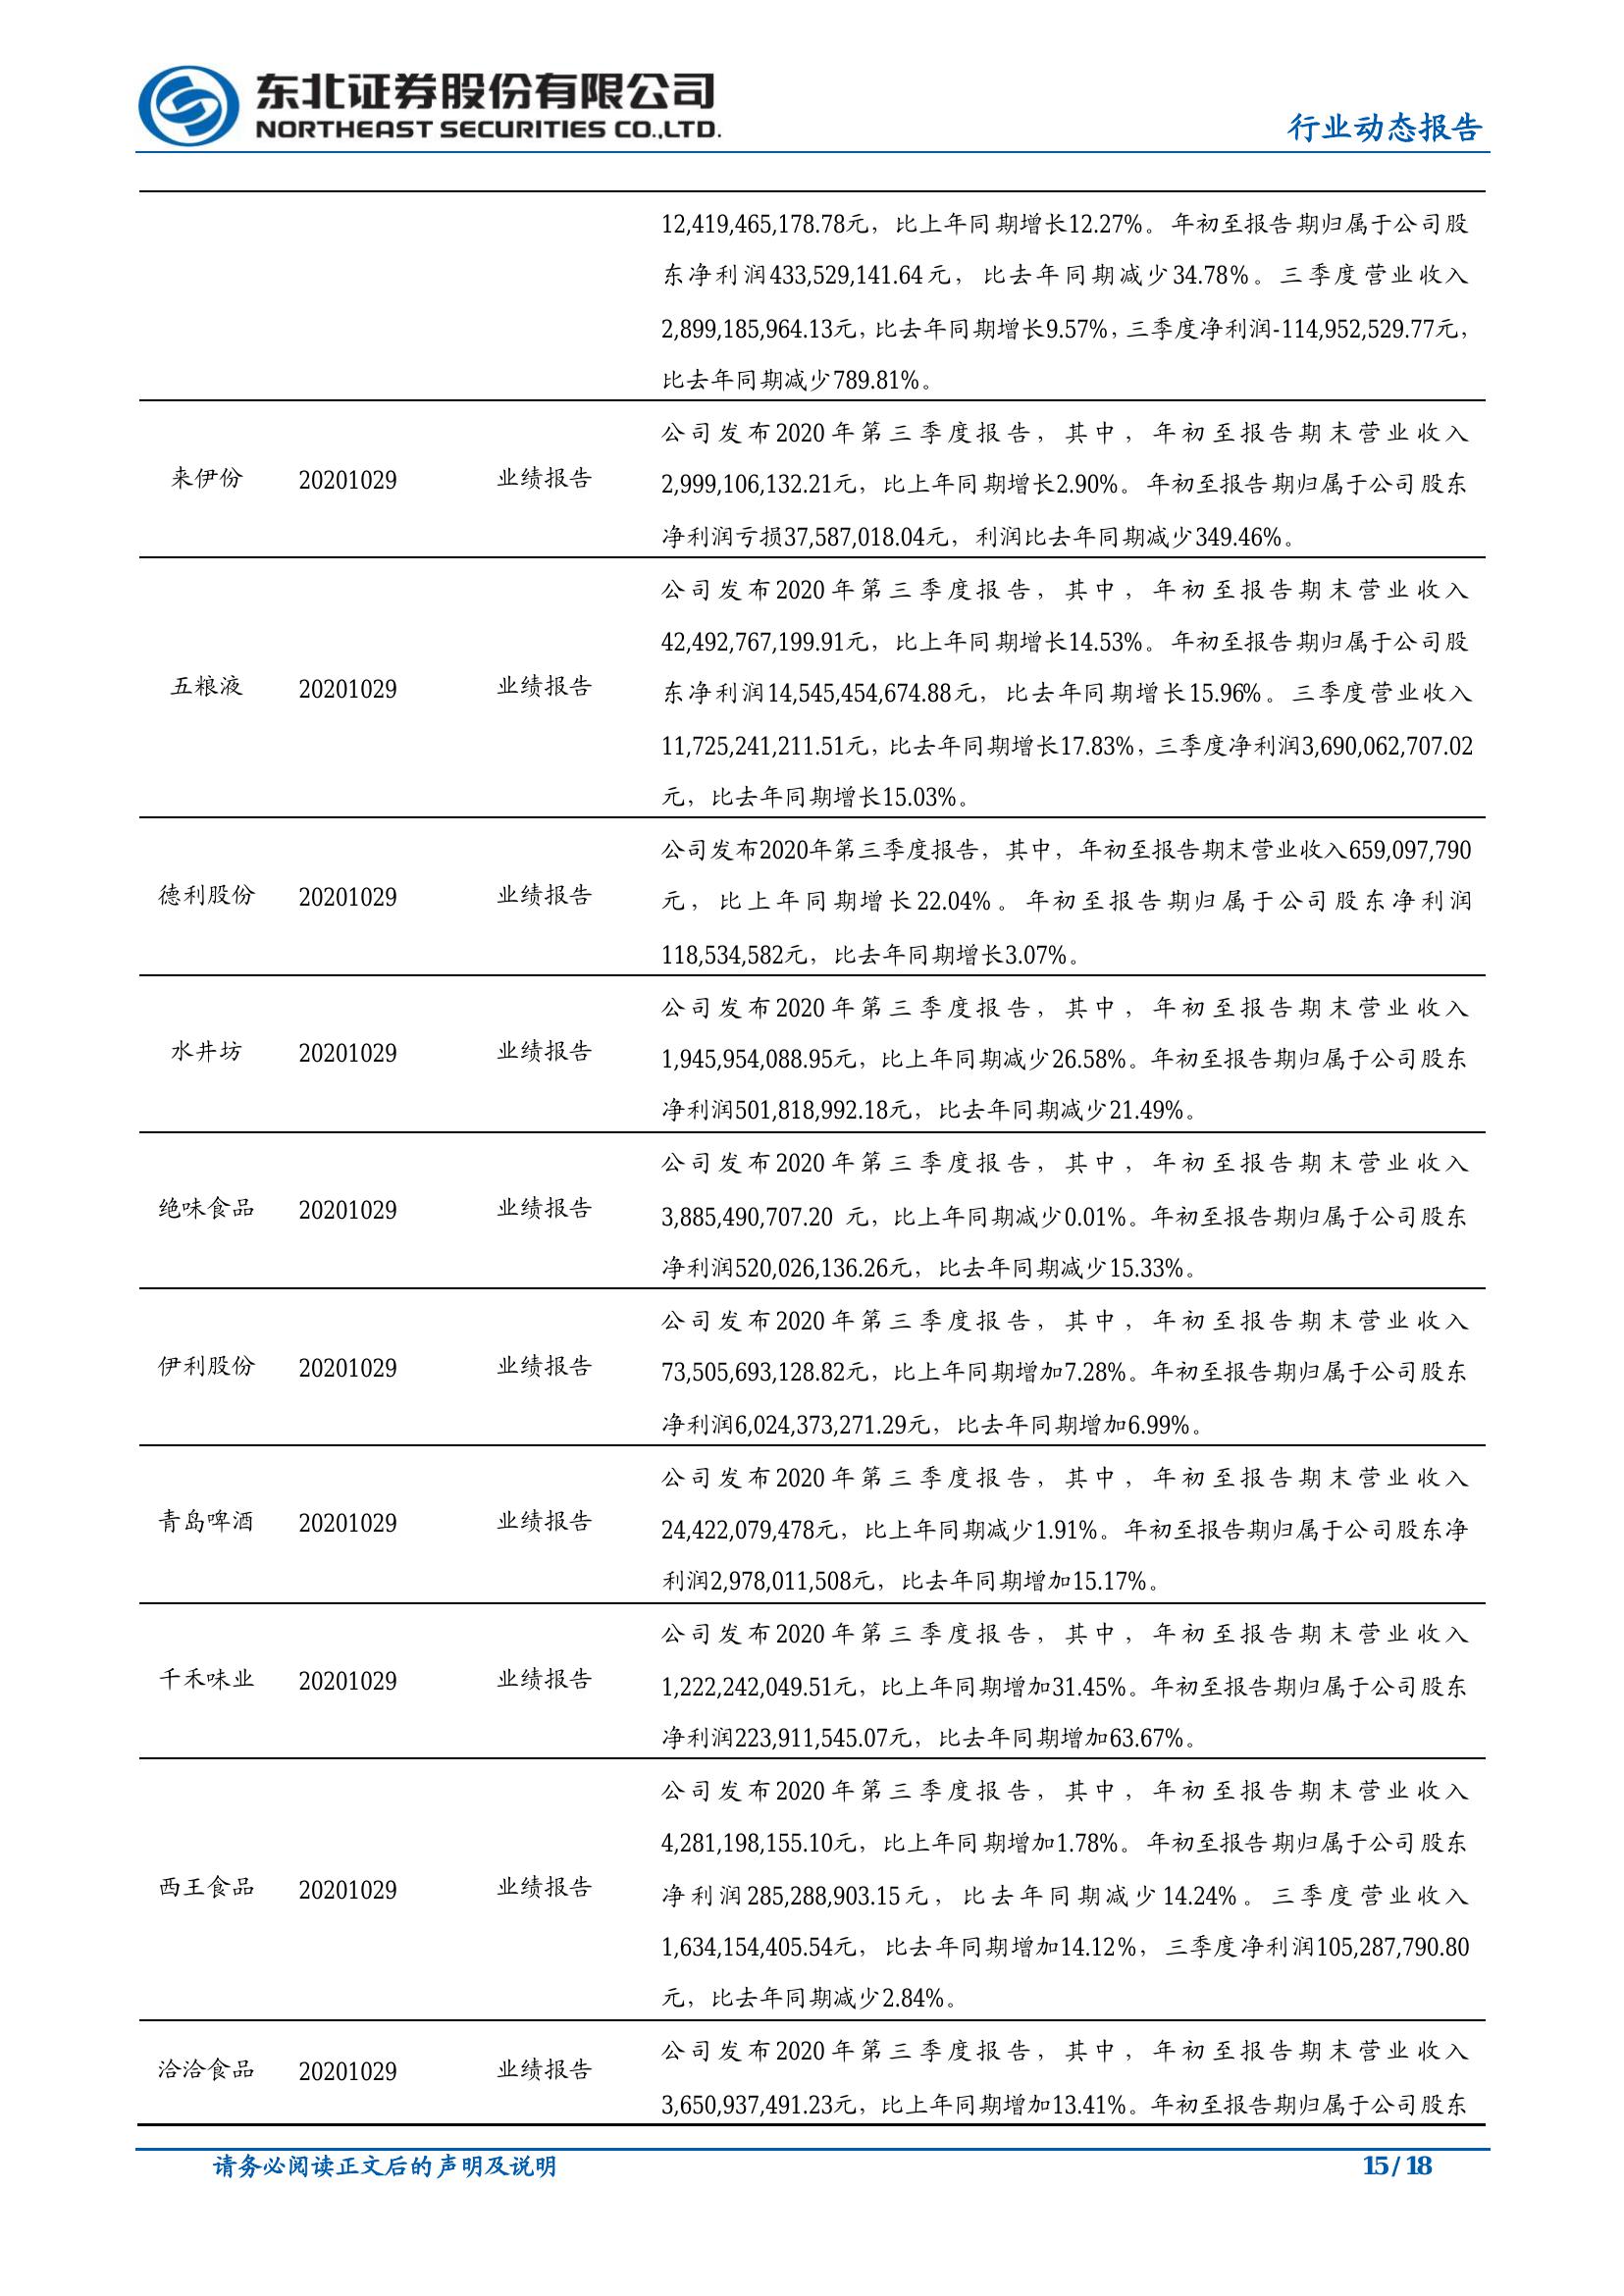 东北证券股份有限公司
NORTHEAST SECURITIES CO.,LTD.
行业动态报告
12,419,465,178.78元，比上年同期增长12.27%。年初至报告期归属于公司股
东净利润433,529,141.64元，比去年同期减少34.78%。三季度营业收入
2,899,185,964.13元，比去年同期增长9.57%，三季度净利润-114,952,529.77元，
比去年同期减少789.81%。
来伊份 20201029 业绩报告
公司发布2020年第三季度报告，其中，年初至报告期末营业收入
2,999,106,132.21元，比上年同期增长2.90%。年初至报告期归属于公司股东
净利润亏损37,587,018.04元，利润比去年同期减少349.46%。
五粮液 20201029 业绩报告
公司发布2020年第三季度报告，其中，年初至报告期末营业收入
42,492,767,199.91元，比上年同期增长14.53%。年初至报告期归属于公司股
东净利润14,545,454,674.88元，比去年同期增长15.96%。三季度营业收入
11,725,241,211.51元，比去年同期增长17.83%，三季度净利润3,690,062,707.02
元，比去年同期增长15.03%。
德利股份 20201029 业绩报告
公司发布2020年第三季度报告，其中，年初至报告期末营业收入659,097,790
元，比上年同期增长22.04%。年初至报告期归属于公司股东净利润
118,534,582元，比去年同期增长3.07%。
水井坊 20201029 业绩报告
公司发布2020年第三季度报告，其中，年初至报告期末营业收入
1,945,954,088.95元，比上年同期减少26.58%。年初至报告期归属于公司股东
净利润501,818,992.18元，比去年同期减少21.49%。
绝味食品 20201029 业绩报告
公司发布2020年第三季度报告，其中，年初至报告期末营业收入
3,885,490,707.20 元，比上年同期减少0.01%。年初至报告期归属于公司股东
净利润520,026,136.26元，比去年同期减少15.33%。
伊利股份 20201029 业绩报告
公司发布2020年第三季度报告，其中，年初至报告期末营业收入
73,505,693,128.82元，比上年同期增加7.28%。年初至报告期归属于公司股东
净利润6,024,373,271.29元，比去年同期增加6.99%。
青岛啤酒 20201029 业绩报告
公司发布2020年第三季度报告，其中，年初至报告期末营业收入
24,422,079,478元，比上年同期减少1.91%。年初至报告期归属于公司股东净
利润2,978,011,508元，比去年同期增加15.17%。
千禾味业 20201029 业绩报告
公司发布2020年第三季度报告，其中，年初至报告期末营业收入
1,222,242,049.51元，比上年同期增加31.45%。年初至报告期归属于公司股东
净利润223,911,545.07元，比去年同期增加63.67%。
西王食品 20201029 业绩报告
公司发布2020年第三季度报告，其中，年初至报告期末营业收入
4,281,198,155.10元，比上年同期增加1.78%。年初至报告期归属于公司股东
净利润285,288,903.15元，比去年同期减少14.24%。三季度营业收入
1,634,154,405.54元，比去年同期增加14.12%，三季度净利润105,287,790.80
元，比去年同期减少2.84%。
洽洽食品 20201029 业绩报告
公司发布2020年第三季度报告，其中，年初至报告期末营业收入
3,650,937,491.23元，比上年同期增加13.41%。年初至报告期归属于公司股东
请务必阅读正文后的声明及说明
15 / 18